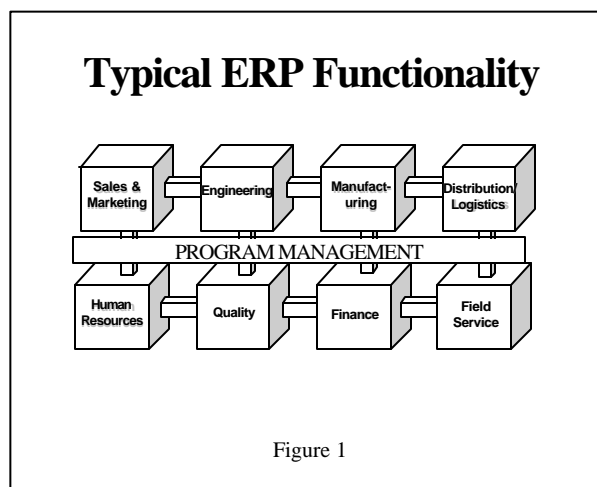 Typical ERP Functionality
Sales &
Marketing
Engineering
Manufact-
uring
Distribution/
Logistics
PROGRAM MANAGEMENT
Human
Resources
Quality
Finance
Field
Service
Figure 1